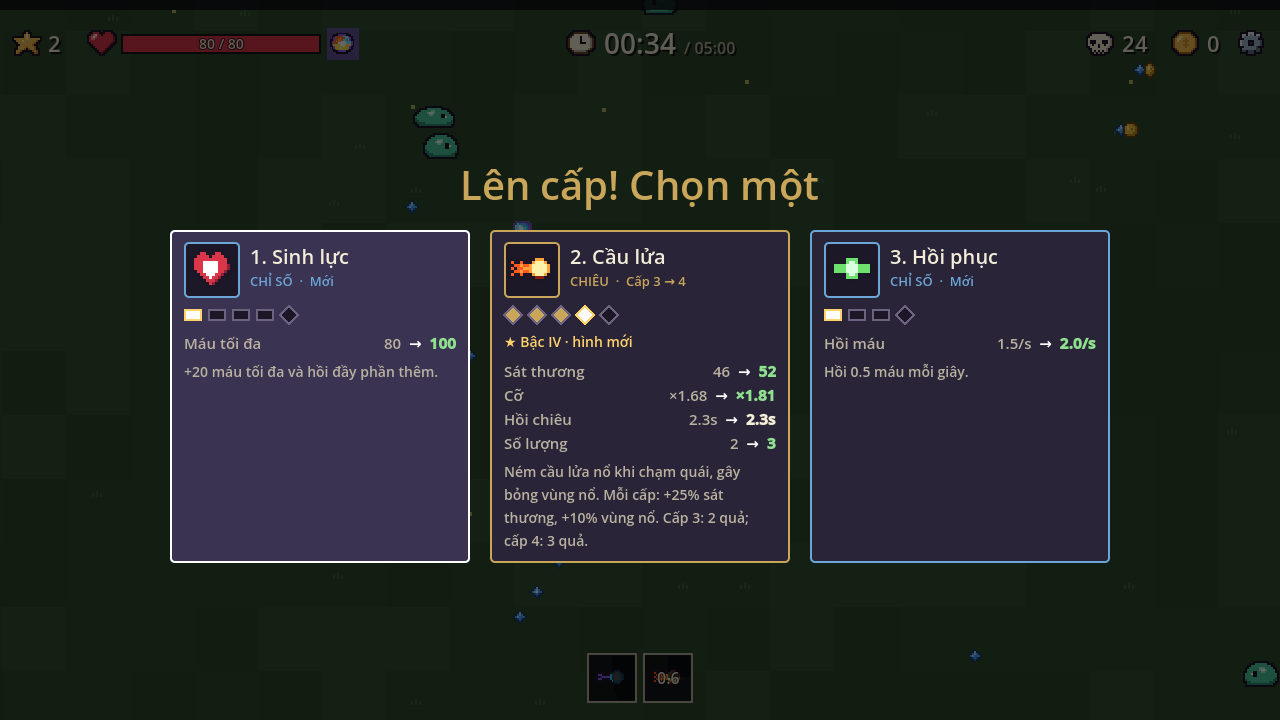 2
80 / 80
00:34 / 05:00
24
0
Lên cấp! Chọn một
1. Sinh lực
CHỈ SỐ · Mới
Máu tối đa 80 → 100
+20 máu tối đa và hồi đầy phần thêm.
2. Cầu lửa
CHIÊU · Cấp 3 → 4
★ Bậc IV · hình mới
Sát thương 46 → 52
Cỡ ×1.68 → ×1.81
Hồi chiêu 2.3s → 2.3s
Số lượng 2 → 3
Ném cầu lửa nổ khi chạm quái, gây
bỏng vùng nổ. Mỗi cấp: +25% sát
thương, +10% vùng nổ. Cấp 3: 2 quả;
cấp 4: 3 quả.
3. Hồi phục
CHỈ SỐ · Mới
Hồi máu 1.5/s → 2.0/s
Hồi 0.5 máu mỗi giây.
0.6